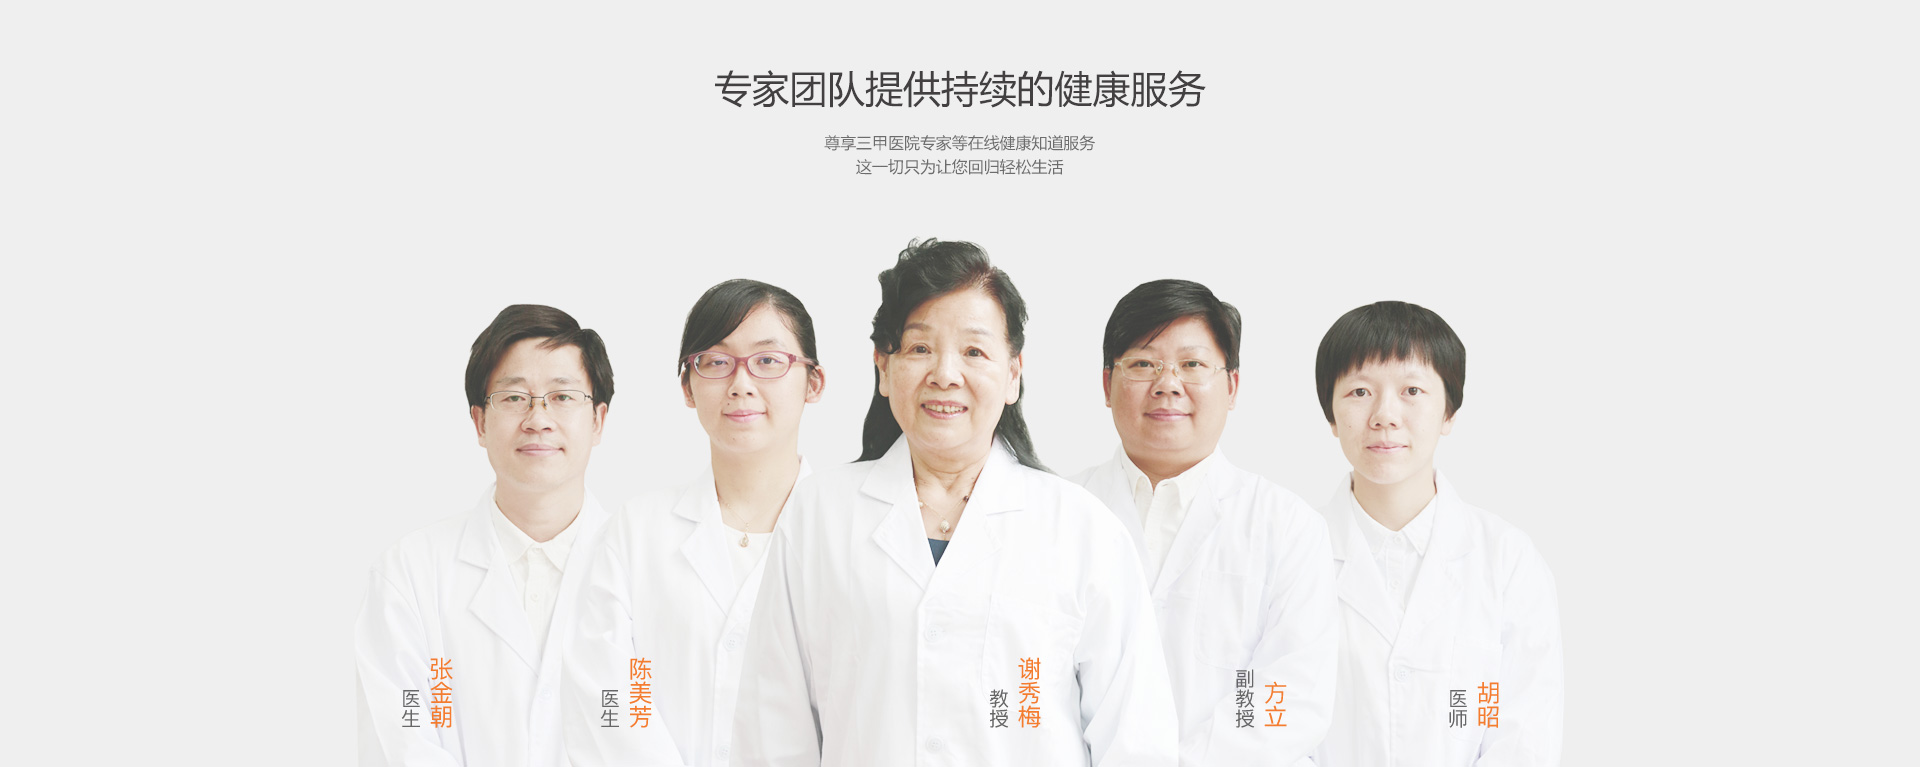 专家团队提供持续的健康服务
尊享三甲医院专家等在线健康知道服务
这一切只为让您回归轻松生活
张金朝
医生
陈美芳
医生
谢秀梅
教授
方立
副教授
胡昭
医师